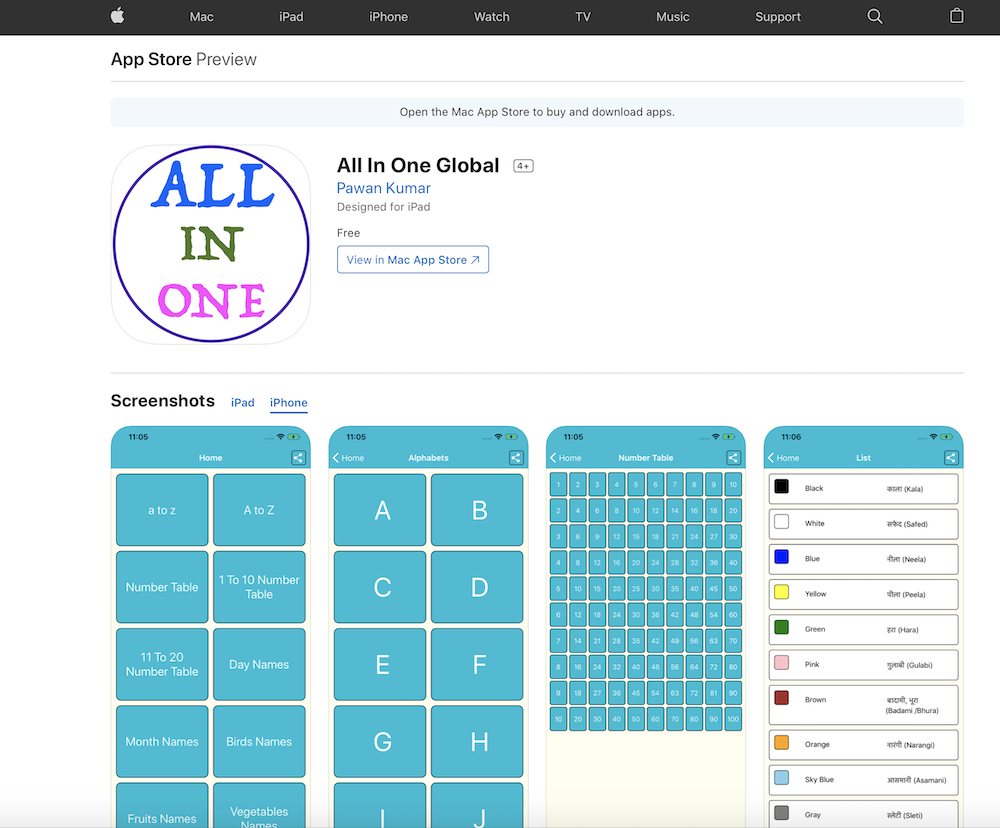 Mac iPad iPhone Watch TV Music Support
App Store Preview
Open the Mac App Store to buy and download apps.
ALL
IN
ONE
All In One Global 4+
Pawan Kumar
Designed for iPad
Free
View in Mac App Store ↗
Screenshots iPad iPhone
11:05
Home
a to z A to Z
Number Table 1 To 10 Number
Table
11 To 20
Number Table Day Names
Month Names Birds Names
Fruits Names Vegetables
Names
11:05
Home Alphabets
A B
C D
E F
G H
I J
11:05
Home Number Table
1 2 3 4 5 6 7 8 9 10
2 4 6 8 10 12 14 16 18 20
3 6 9 12 15 18 21 24 27 30
4 8 12 16 20 24 28 32 36 40
5 10 15 20 25 30 35 40 45 50
6 12 18 24 30 36 42 48 54 60
7 14 21 28 35 42 49 56 63 70
8 16 24 32 40 48 56 64 72 80
9 18 27 36 45 54 63 72 81 90
10 20 30 40 50 60 70 80 90 100
11:06
Home List
Black काला (Kala)
White सफेद (Safed)
Blue नीला (Neela)
Yellow पीला (Peela)
Green हरा (Hara)
Pink गुलाबी (Gulabi)
Brown बादामी, भूरा
(Badami /Bhura)
Orange नारंगी (Narangi)
Sky Blue आसमानी (Asamani)
Gray स्लेटी (Sleti)